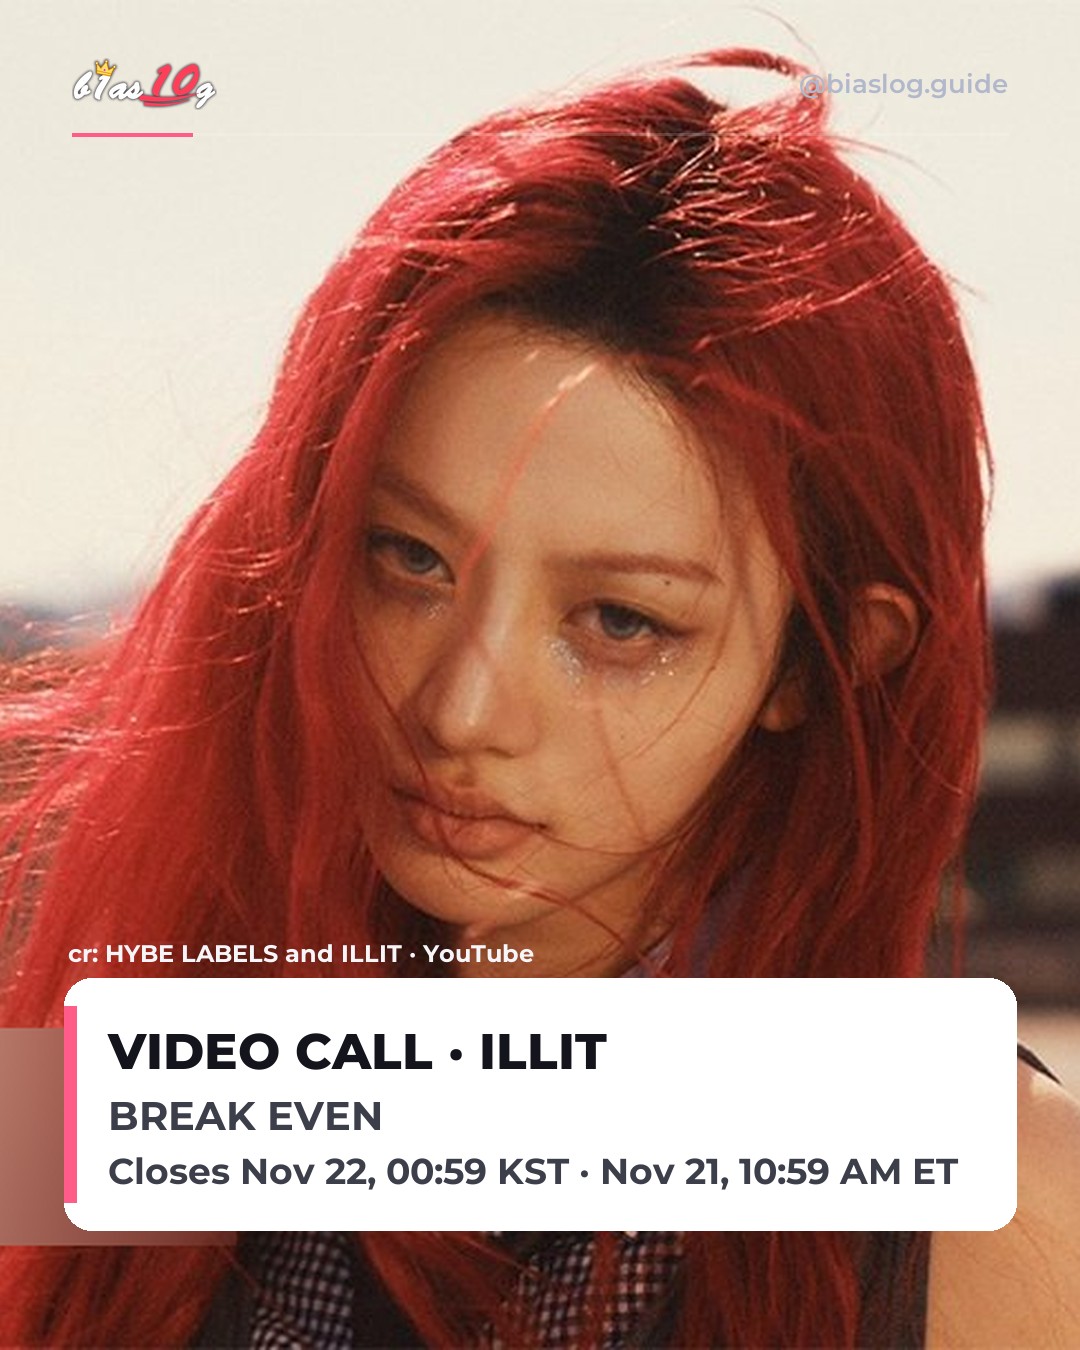 b1as10g
@biaslog.guide
cr: HYBE LABELS and ILLIT · YouTube
VIDEO CALL · ILLIT
BREAK EVEN
Closes Nov 22, 00:59 KST · Nov 21, 10:59 AM ET